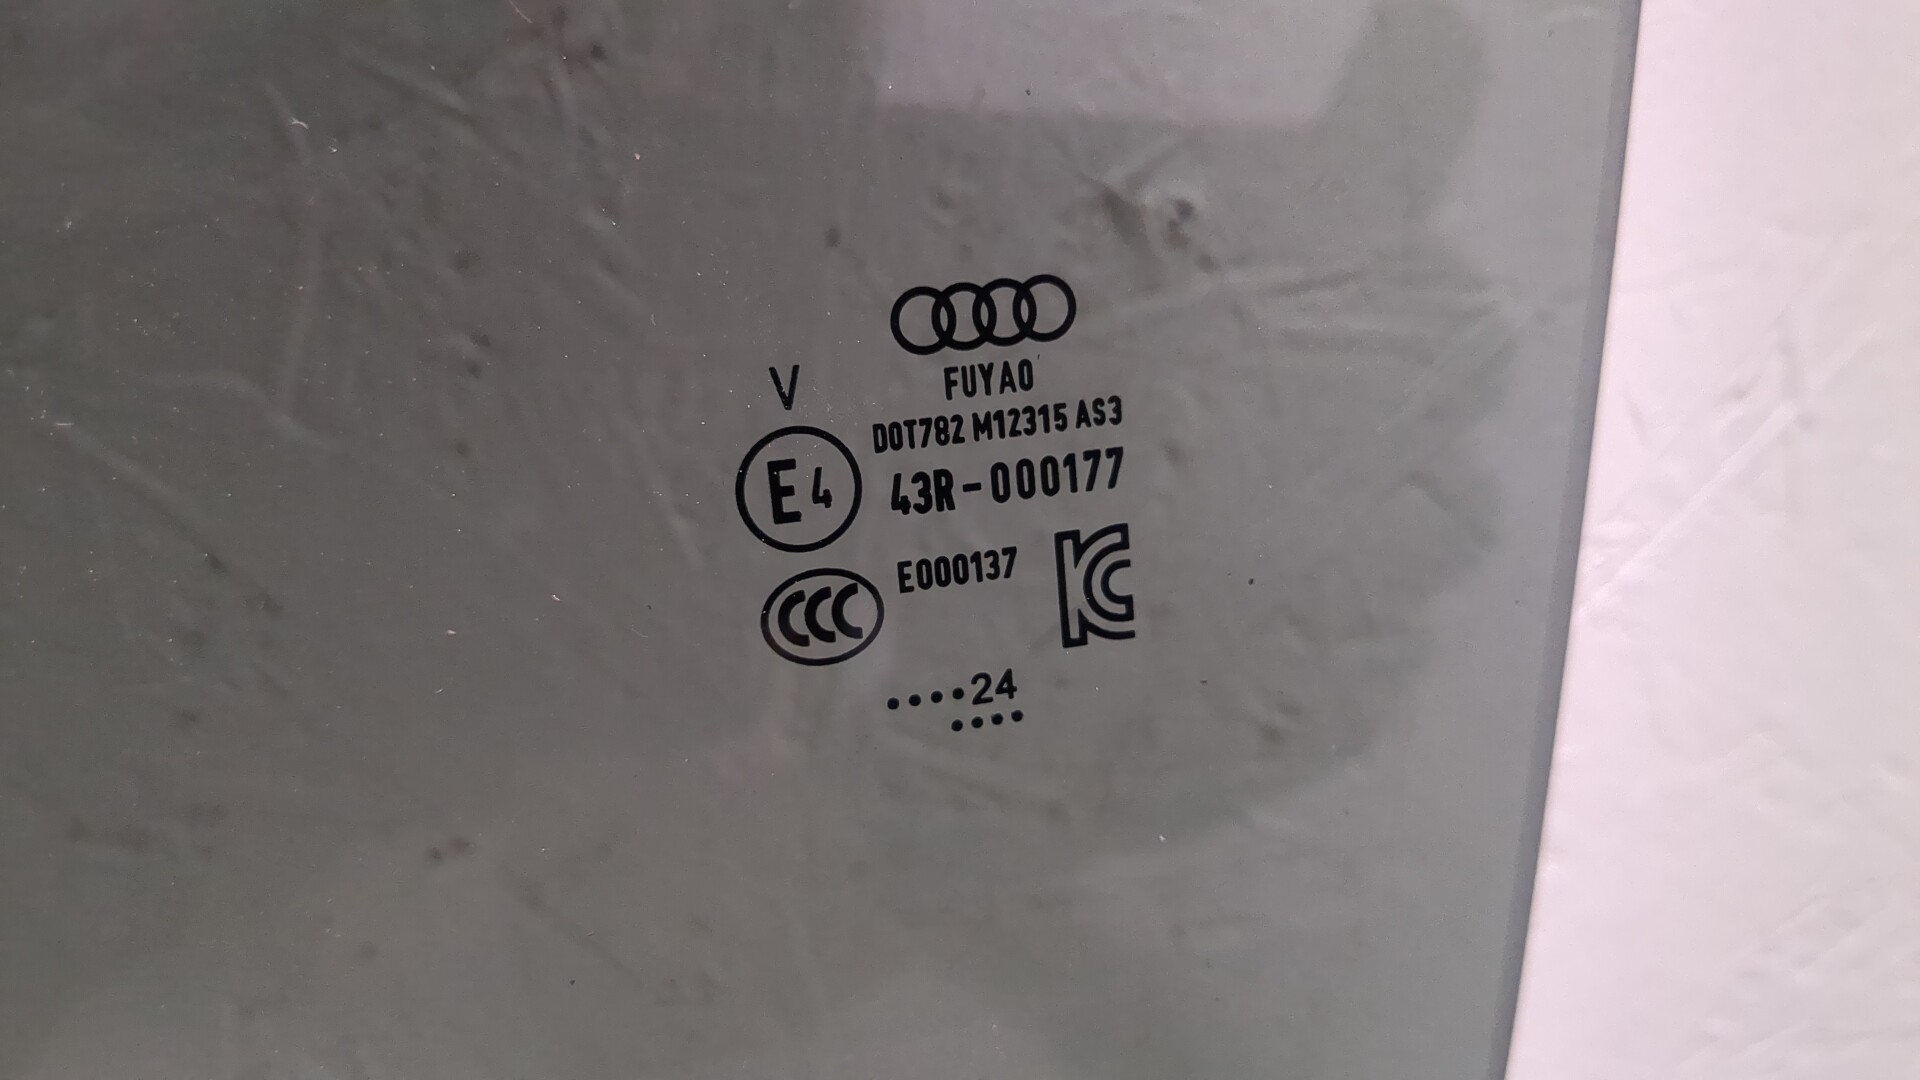 V
FUYAO
DOT782 M12315 AS3
E4
43R-000177
E000137
CCC
KC
••••24
••••